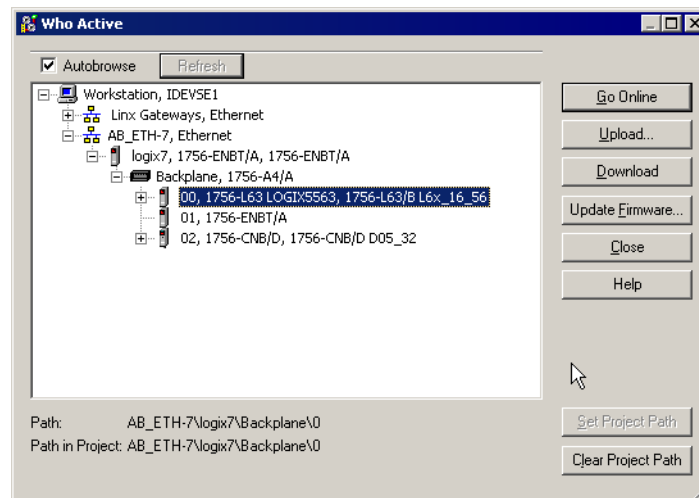 Who Active
Autobrowse
Refresh
Workstation, IDEVSE1
Linx Gateways, Ethernet
AB_ETH-7, Ethernet
logix7, 1756-ENBT/A, 1756-ENBT/A
Backplane, 1756-A4/A
00, 1756-L63 LOGIX5563, 1756-L63/B L6x_16_56
01, 1756-ENBT/A
02, 1756-CNB/D, 1756-CNB/D D05_32
Go Online
Upload...
Download
Update Firmware...
Close
Help
Set Project Path
Clear Project Path
Path: AB_ETH-7\logix7\Backplane\0
Path in Project: AB_ETH-7\logix7\Backplane\0